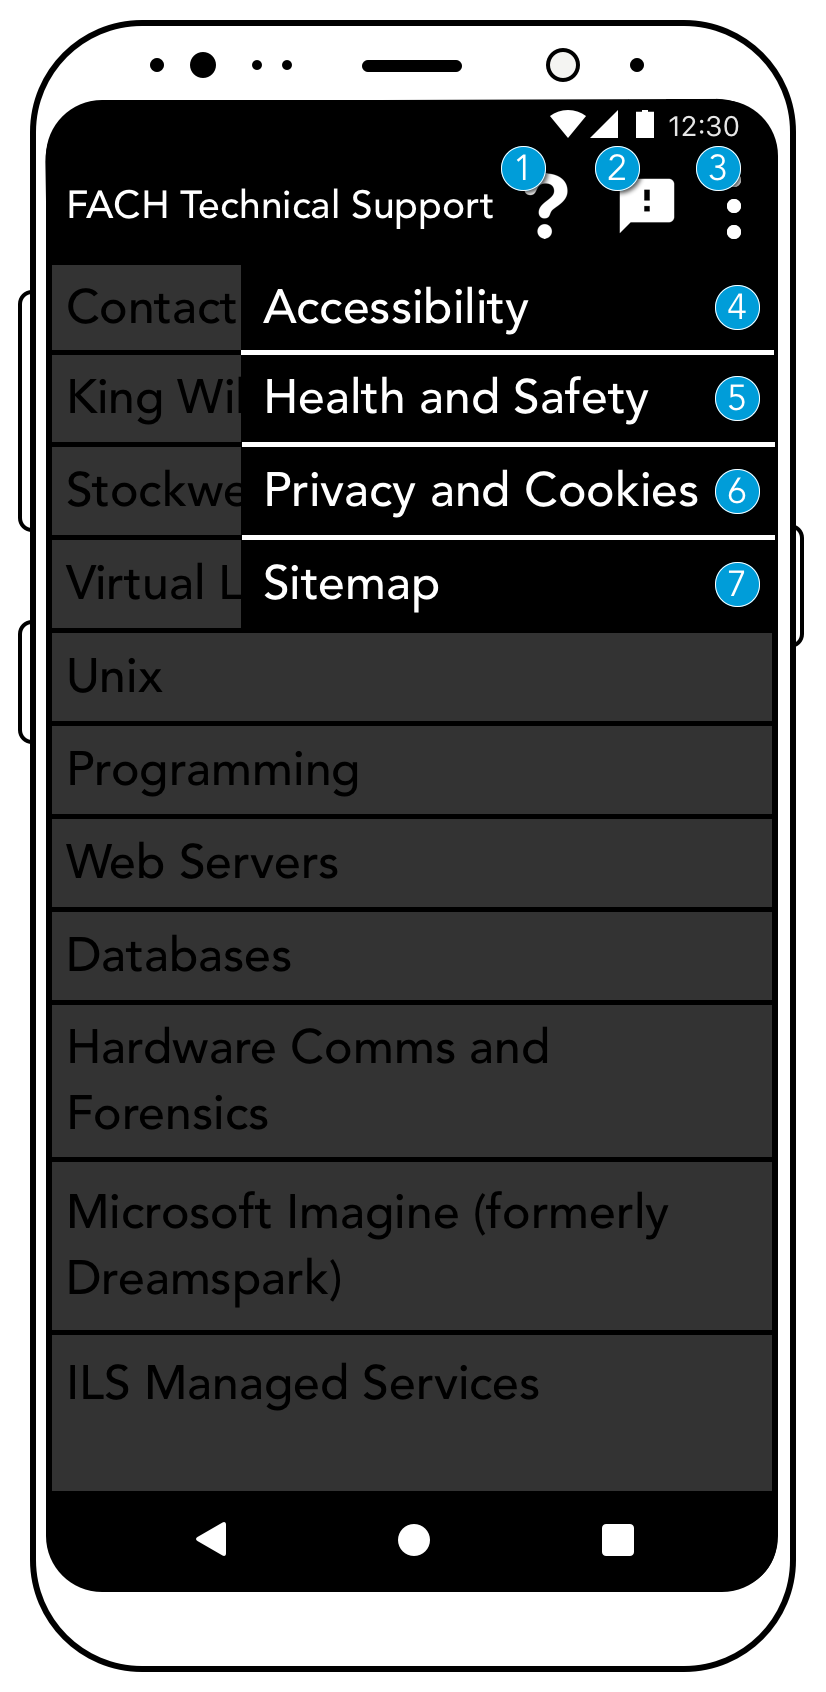 12:30
1 2 3
FACH Technical Support ?
Contact Accessibility 4
King Wil Health and Safety 5
Stockwe Privacy and Cookies 6
Virtual L Sitemap 7
Unix
Programming
Web Servers
Databases
Hardware Comms and
Forensics
Microsoft Imagine (formerly
Dreamspark)
ILS Managed Services